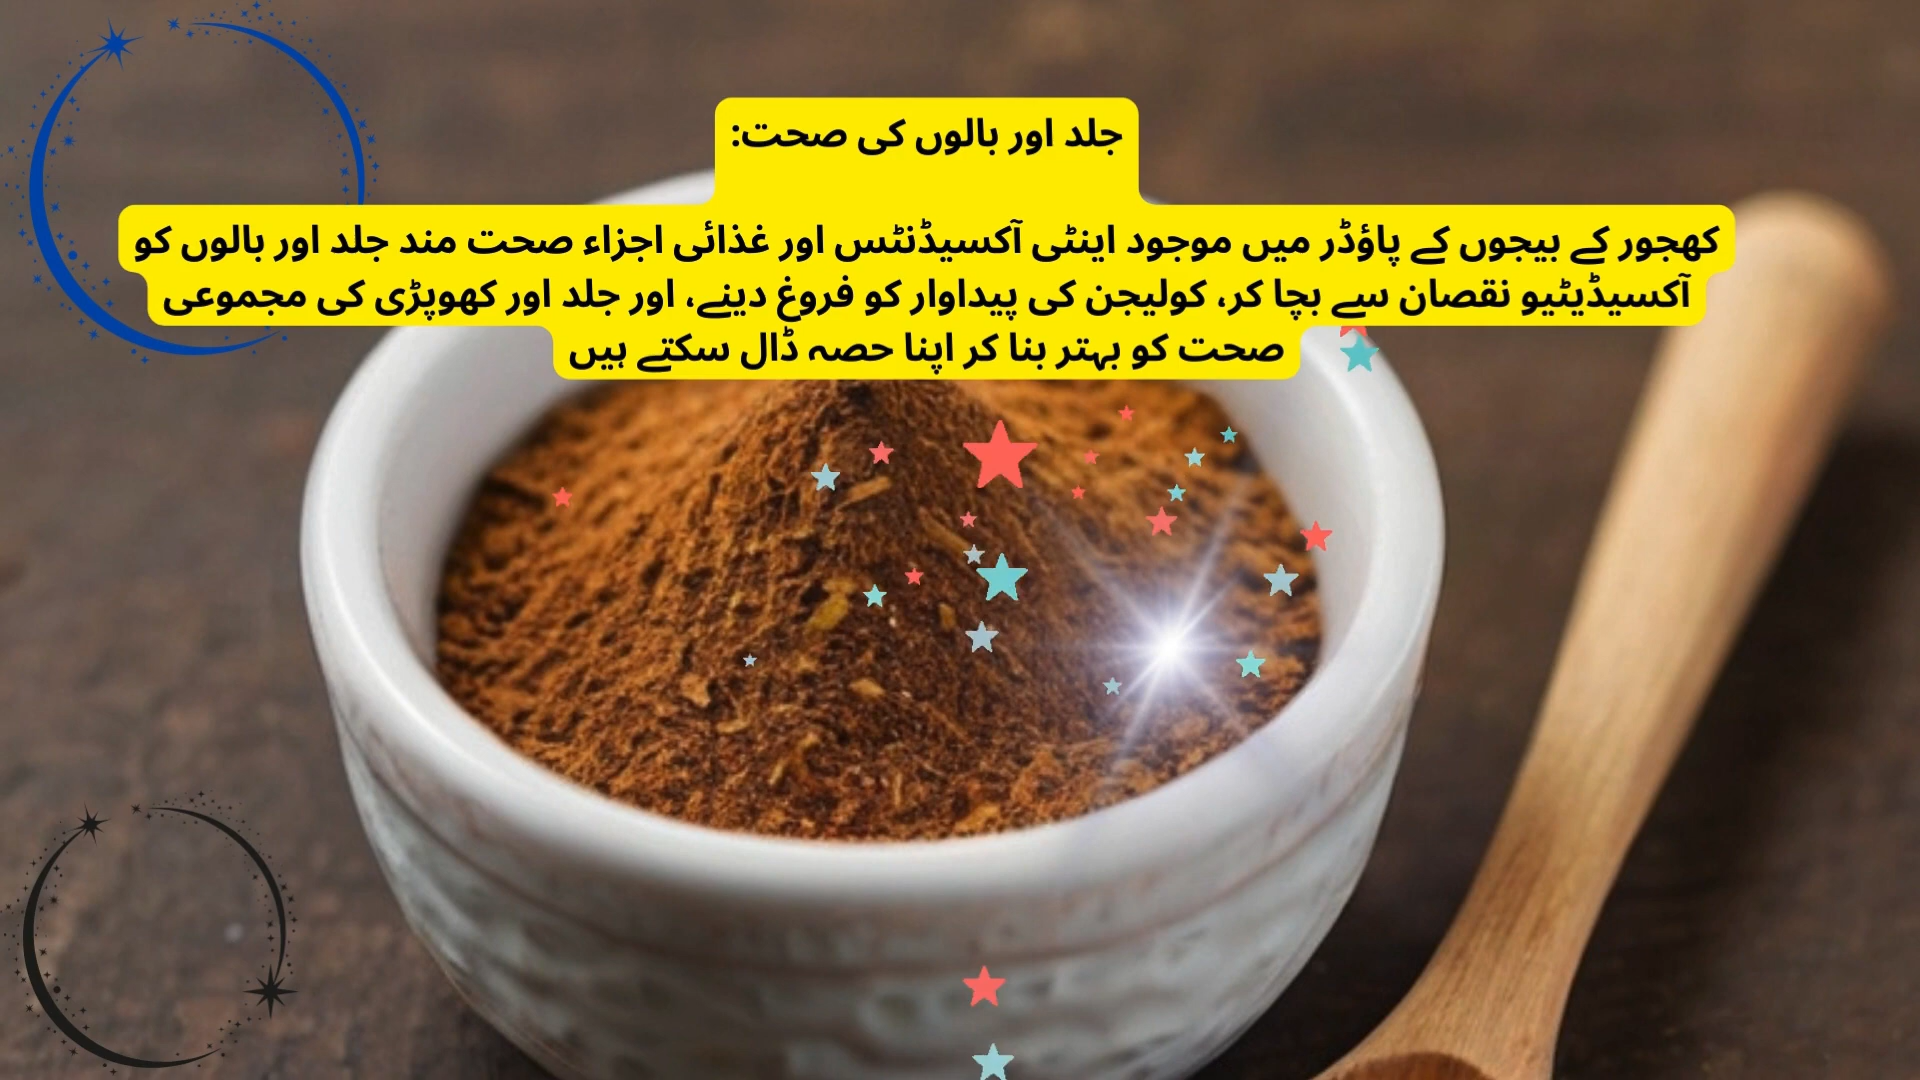 جلد اور بالوں کی صحت:
کھجور کے بیجوں کے پاؤڈر میں موجود اینٹی آکسیڈنٹس اور غذائی اجزاء صحت مند جلد اور بالوں کو
آکسیڈیٹیو نقصان سے بچا کر، کولیجن کی پیداوار کو فروغ دینے، اور جلد اور کھوپڑی کی مجموعی
صحت کو بہتر بنا کر اپنا حصہ ڈال سکتے ہیں